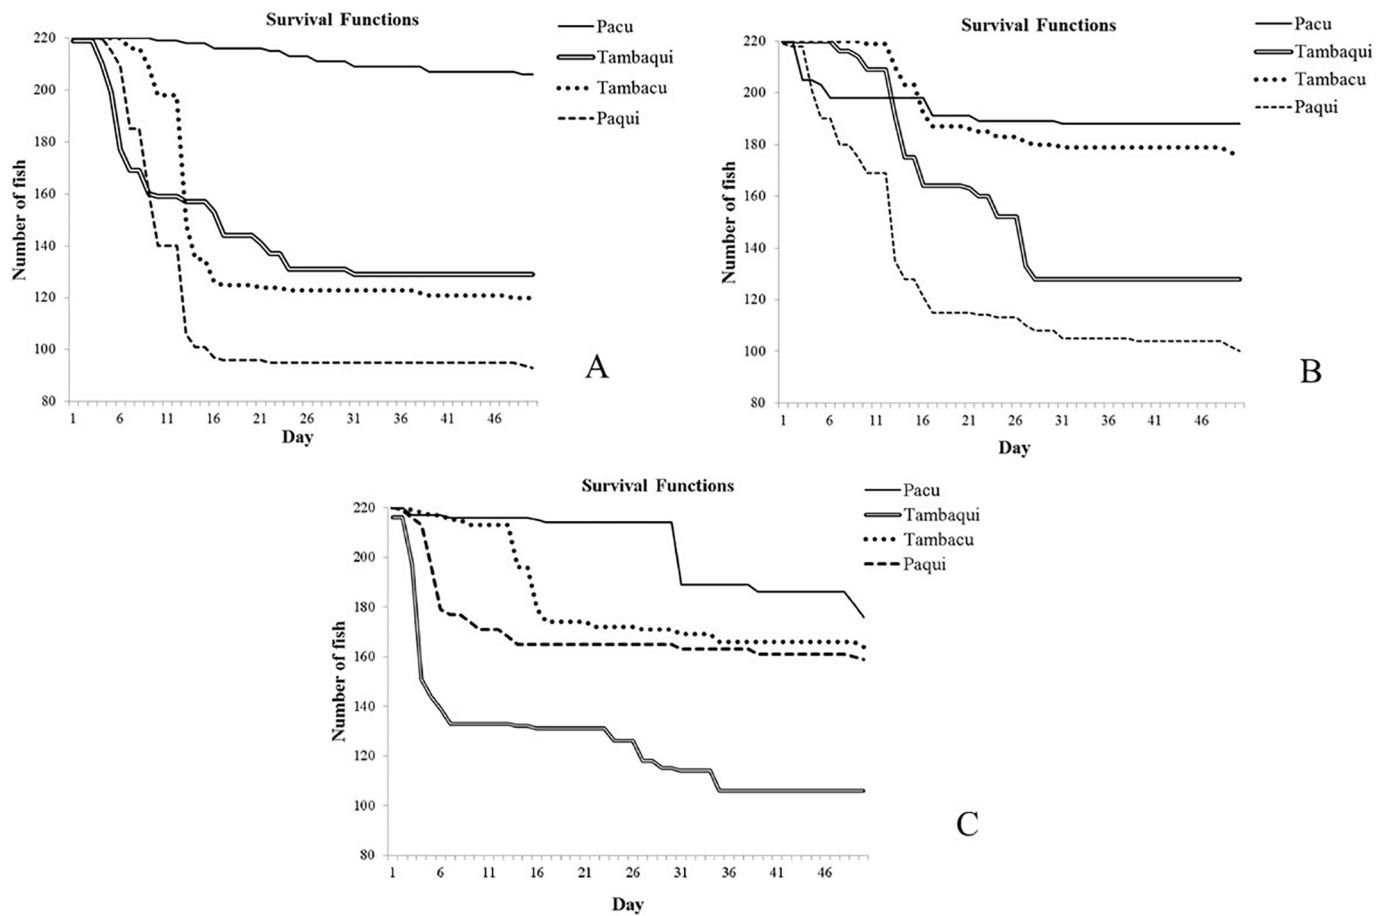 Survival Functions
A
Pacu
Tambaqui
Tambacu
Paqui
Number of fish
220
200
180
160
140
120
100
80
1 6 11 16 21 26 31 36 41 46
Day
Survival Functions
B
Pacu
Tambaqui
Tambacu
Paqui
Number of fish
220
200
180
160
140
120
100
80
1 6 11 16 21 26 31 36 41 46
Day
Survival Functions
C
Pacu
Tambaqui
Tambacu
Paqui
Number of fish
220
200
180
160
140
120
100
80
1 6 11 16 21 26 31 36 41 46
Day